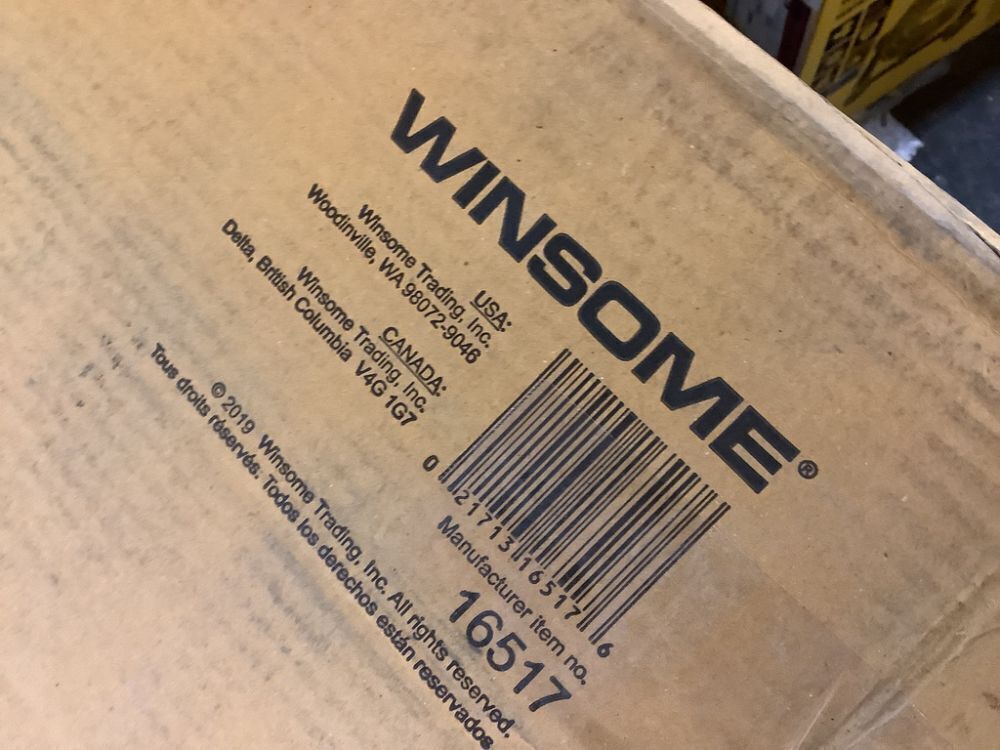 WINSOME®
USA:
Winsome Trading, Inc.
Woodinville, WA 98072-9046
CANADA:
Winsome Trading, Inc.
Delta, British Columbia V4G 1G7
0 21713 16517 6
Manufacturer item no.
16517
© 2019 Winsome Trading, Inc. All rights reserved.
Tous droits réservés. Todos los derechos están reservados.